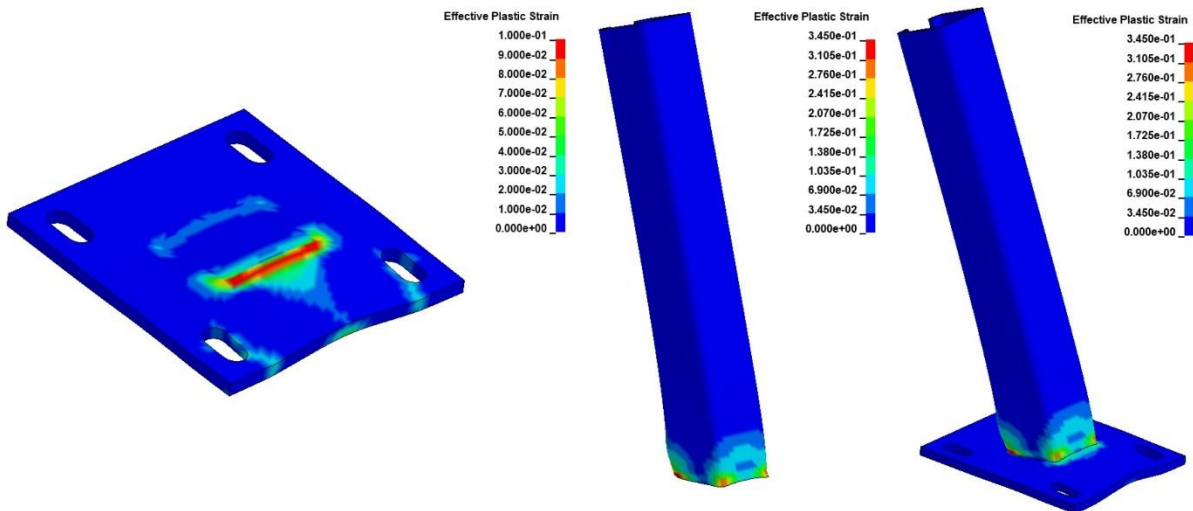 Effective Plastic Strain
1.000e-01
9.000e-02
8.000e-02
7.000e-02
6.000e-02
5.000e-02
4.000e-02
3.000e-02
2.000e-02
1.000e-02
0.000e+00
Effective Plastic Strain
3.450e-01
3.105e-01
2.760e-01
2.415e-01
2.070e-01
1.725e-01
1.380e-01
1.035e-01
6.900e-02
3.450e-02
0.000e+00
Effective Plastic Strain
3.450e-01
3.105e-01
2.760e-01
2.415e-01
2.070e-01
1.725e-01
1.380e-01
1.035e-01
6.900e-02
3.450e-02
0.000e+00